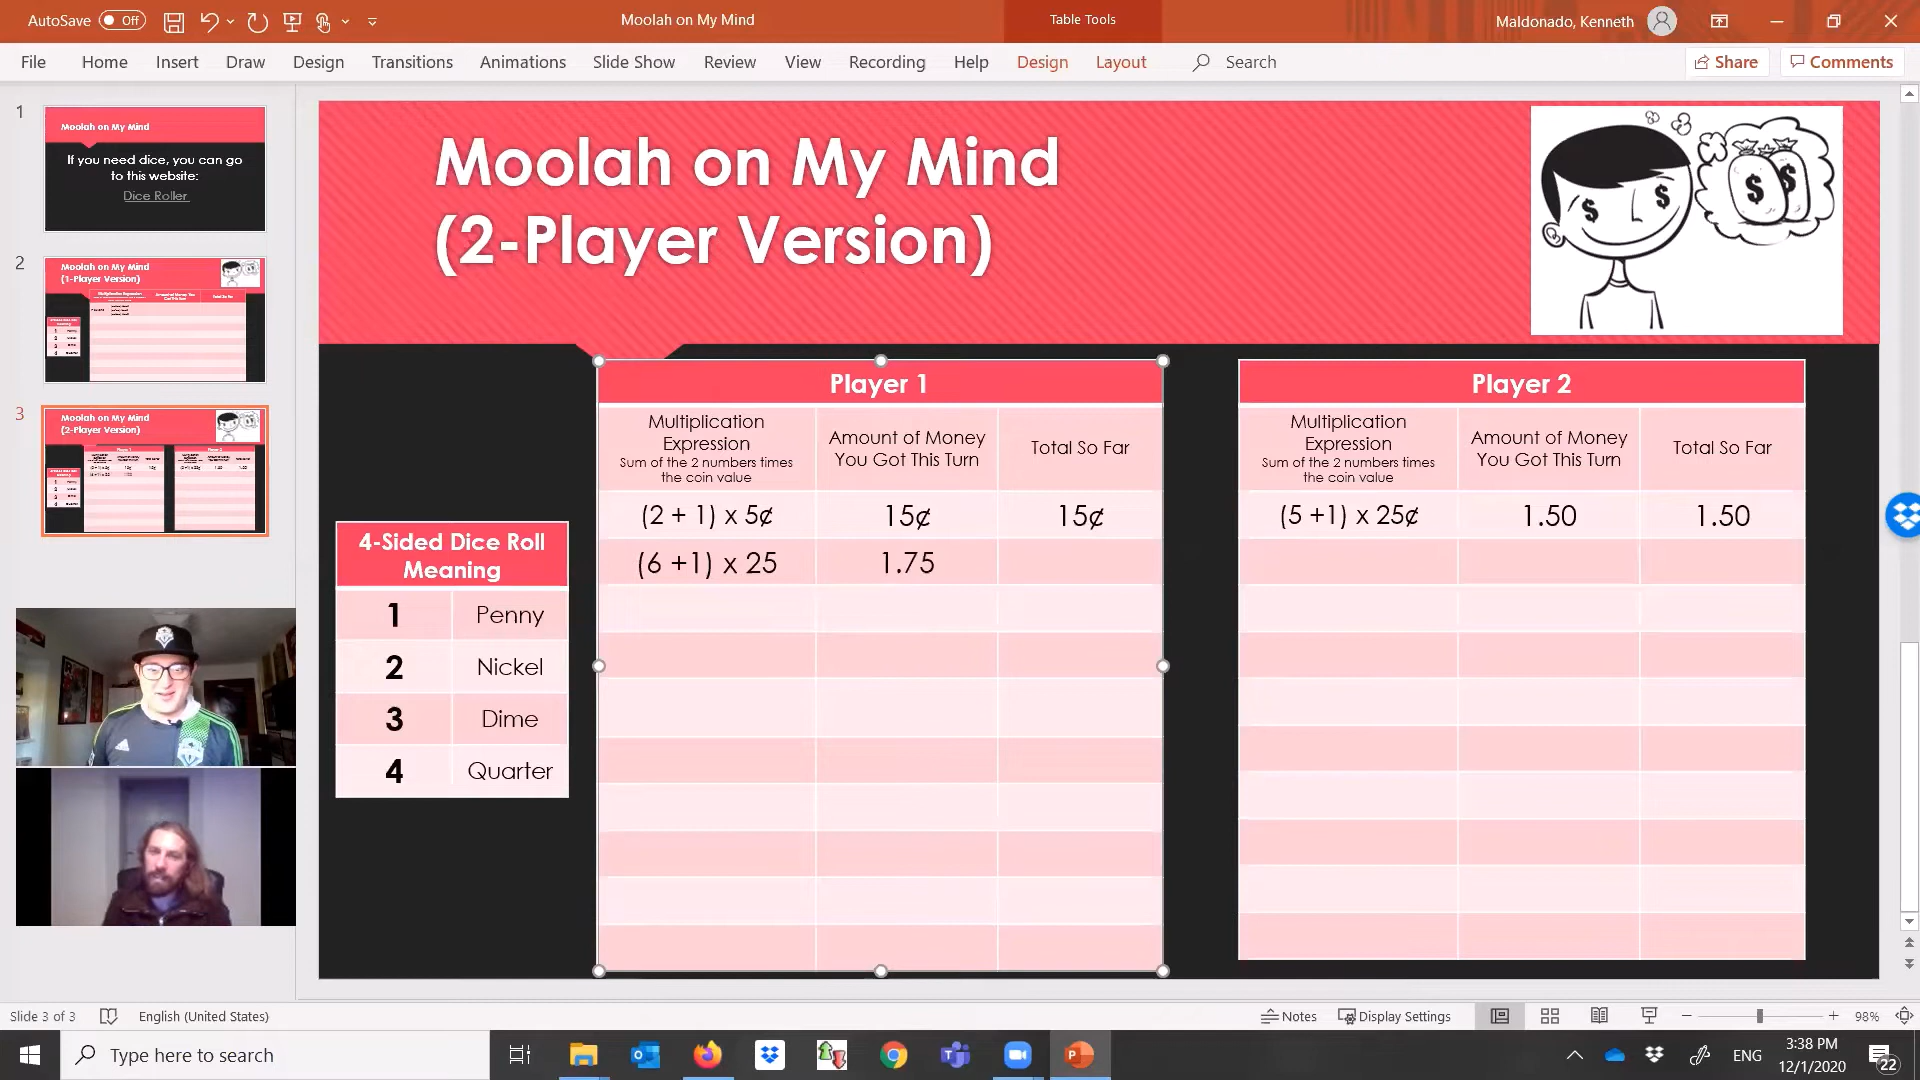 AutoSave Off
Moolah on My Mind
Table Tools
Maldonado, Kenneth
File Home Insert Draw Design Transitions Animations Slide Show Review View Recording Help Design Layout Search Share Comments
1
Moolah on My Mind
If you need dice, you can go
to this website:
Dice Roller
2
Moolah on My Mind
(1-Player Version)
3
Moolah on My Mind
(2-Player Version)
Moolah on My Mind
(2-Player Version)
$ $ $ $
4-Sided Dice Roll
Meaning
1 Penny
2 Nickel
3 Dime
4 Quarter
Player 1
Multiplication
Expression
Sum of the 2 numbers times
the coin value
Amount of Money
You Got This Turn
Total So Far
(2 + 1) x 5¢ 15¢ 15¢
(6 +1) x 25 1.75
Player 2
Multiplication
Expression
Sum of the 2 numbers times
the coin value
Amount of Money
You Got This Turn
Total So Far
(5 +1) x 25¢ 1.50 1.50
Slide 3 of 3 English (United States) Notes Display Settings 98%
Type here to search
ENG
3:38 PM
12/1/2020
22